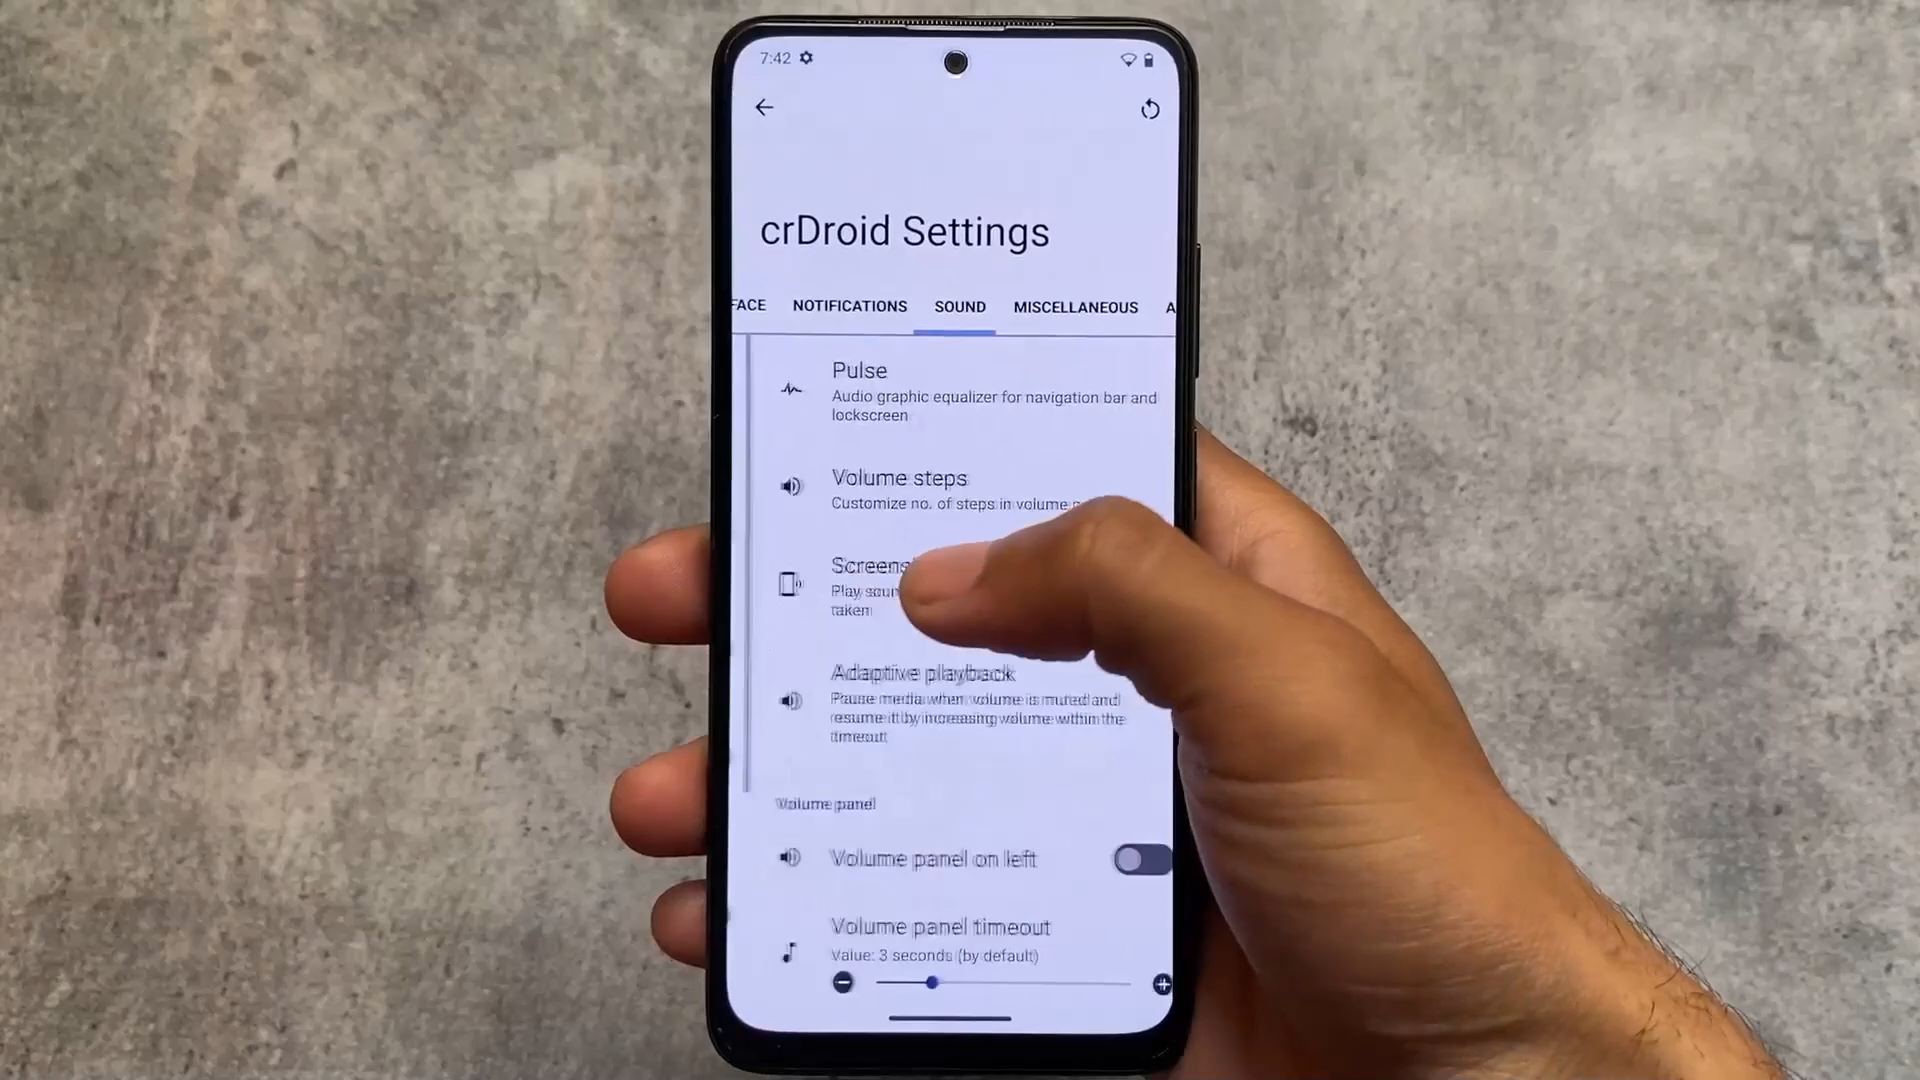 7:42
crDroid Settings
FACE NOTIFICATIONS SOUND MISCELLANEOUS A
Pulse
Audio graphic equalizer for navigation bar and
lockscreen
Volume steps
Customize no. of steps in volume
Screens
Play soun
taken
Adaptive playback
Pause media when volume is muted and
resume it by increasing volume within the
timeout
Volume panel
Volume panel on left
Volume panel timeout
Value: 3 seconds (by default)